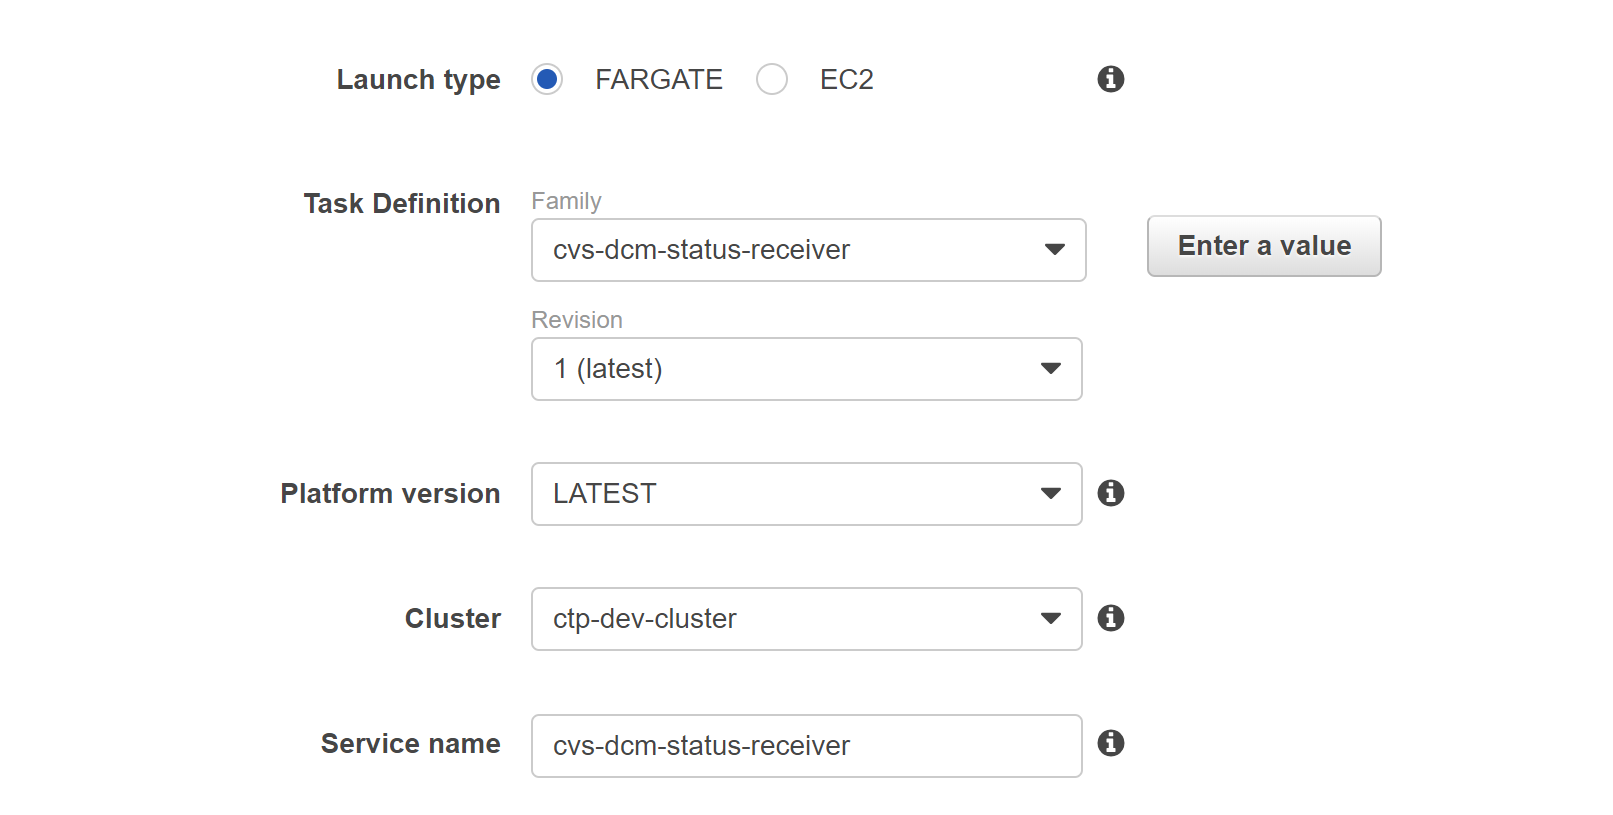 Launch type FARGATE EC2
Task Definition Family
cvs-dcm-status-receiver Enter a value
Revision
1 (latest)
Platform version LATEST
Cluster ctp-dev-cluster
Service name cvs-dcm-status-receiver